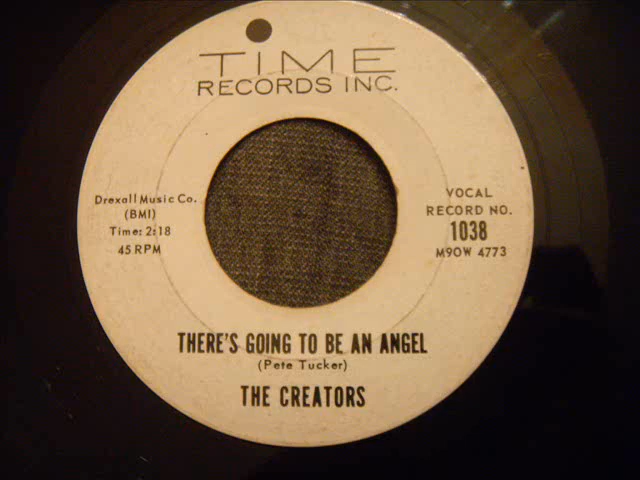 TIME
RECORDS INC.
Drexall Music Co.
(BMI)
Time: 2:18
45 RPM
VOCAL
RECORD NO.
1038
M9OW 4773
THERE'S GOING TO BE AN ANGEL
(Pete Tucker)
THE CREATORS